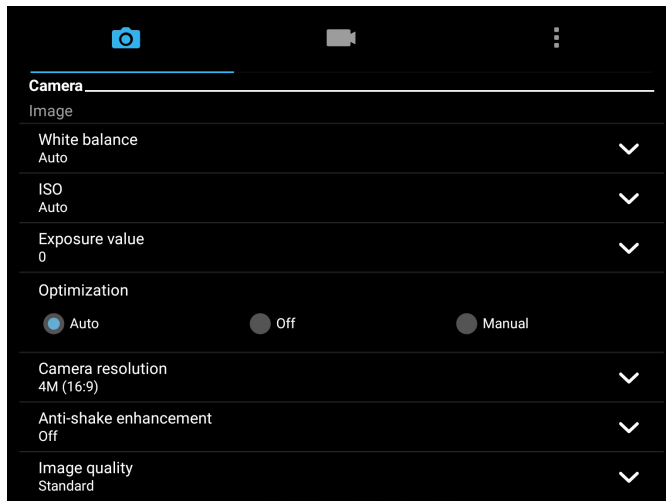 Camera
Image
White balance
Auto
ISO
Auto
Exposure value
0
Optimization
Auto Off Manual
Camera resolution
4M (16:9)
Anti-shake enhancement
Off
Image quality
Standard